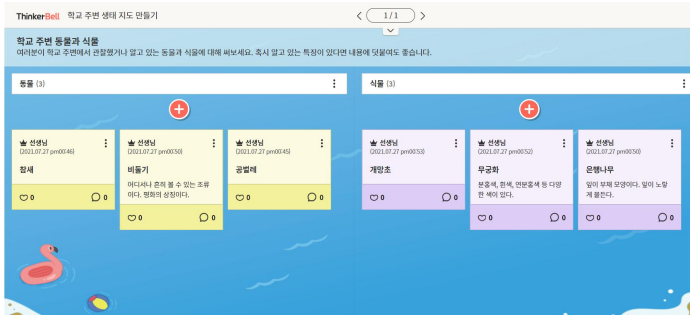 ThinkerBell 학교 주변 생태 지도 만들기
1/1
학교 주변 동물과 식물
여러분이 학교 주변에서 관찰했거나 알고 있는 동물과 식물에 대해 써보세요. 혹시 알고 있는 특징이 있다면 내용에 덧붙여도 좋습니다.
동물 (3)
선생님
(2021.07.27 pm00:46)
참새
0 0
선생님
(2021.07.27 pm00:50)
비둘기
어디서나 흔히 볼 수 있는 조류
이다. 평화의 상징이다.
0 0
선생님
(2021.07.27 pm00:45)
공벌레
0 0
식물 (3)
선생님
(2021.07.27 pm00:53)
개망초
0 0
선생님
(2021.07.27 pm00:52)
무궁화
분홍색, 흰색, 연분홍색 등 다양
한 색이 있다.
0 0
선생님
(2021.07.27 pm00:50)
은행나무
잎이 부채 모양이다. 잎이 노랗
게 물든다.
0 0